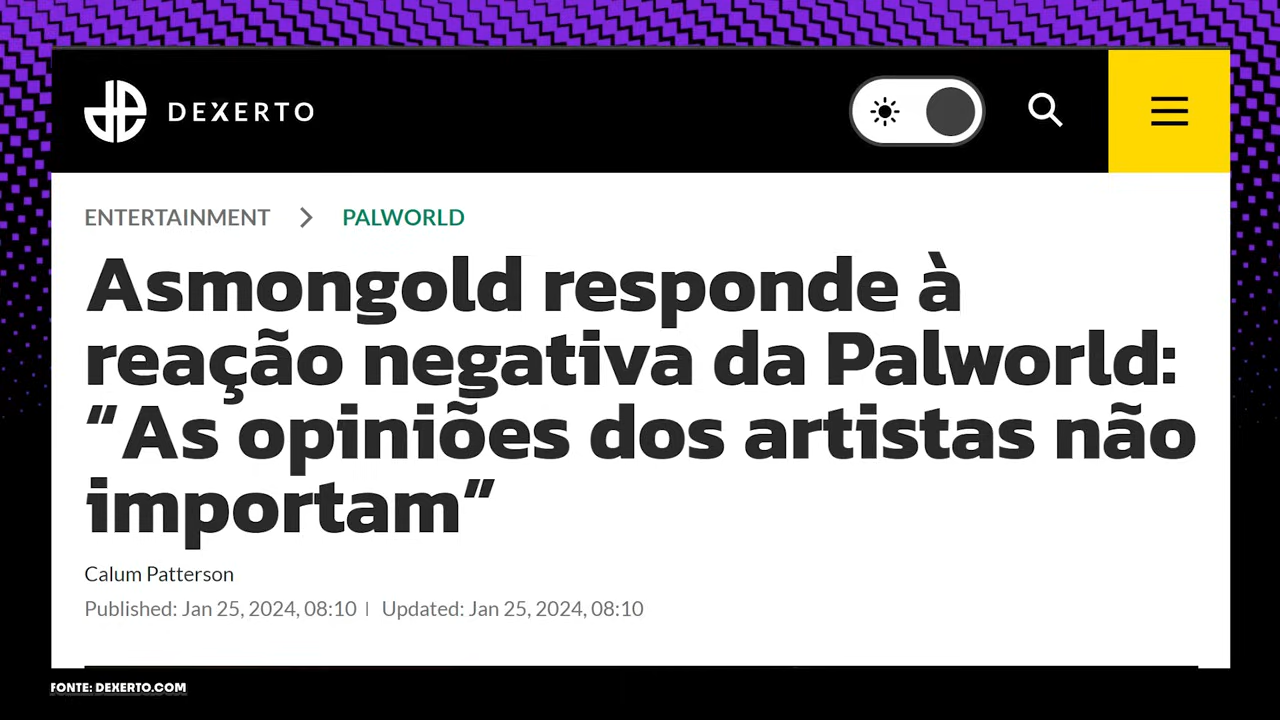 DEXERTO
ENTERTAINMENT > PALWORLD
Asmongold responde à
reação negativa da Palworld:
“As opiniões dos artistas não
importam“
Calum Patterson
Published: Jan 25, 2024, 08:10 | Updated: Jan 25, 2024, 08:10
FONTE: DEXERTO.COM